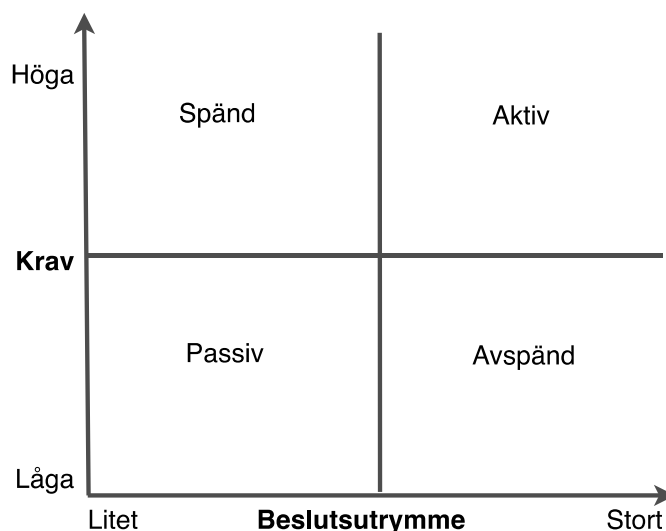 Höga
Spänd
Aktiv
Krav
Passiv
Avspänd
Låga
Litet
Beslutsutrymme
Stort